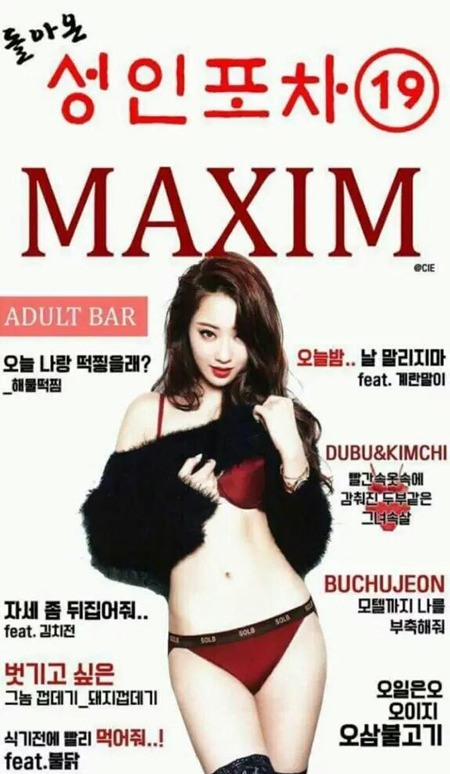 돌아온
성인포차 19
MAXIM
@CIE
ADULT BAR
오늘 나랑 떡찧을래?
_해물떡찜
오늘밤.. 날 말리지마
feat. 계란말이
DUBU&KIMCHI
빨간속옷속에
감춰진 두부같은
그녀속살
자세 좀 뒤집어줘..
feat. 김치전
BUCHUJEON
모텔까지 나를
부축해줘
벗기고 싶은
그놈 껍데기_돼지껍데기
식기전에 빨리 먹어줘..!
feat.불닭
오일은오
오이지
오삼불고기
SOLB SOLB SOLB